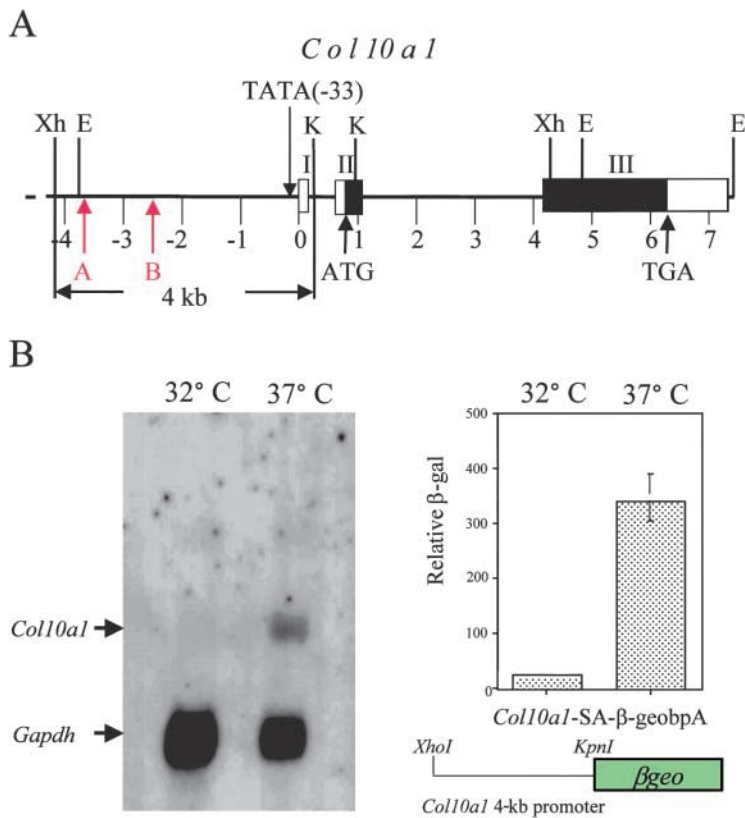 A
Col10a1
TATA(-33)
Xh E K K Xh E E
I II III
-4 -3 -2 -1 0 1 2 3 4 5 6 7
A B ATG TGA
4 kb
B
32° C 37° C
32° C 37° C
Col10a1
Gapdh
Relative β-gal
500
400
300
200
100
0
Col10a1-SA-β-geobpA
XhoI KpnI
βgeo
Col10a1 4-kb promoter